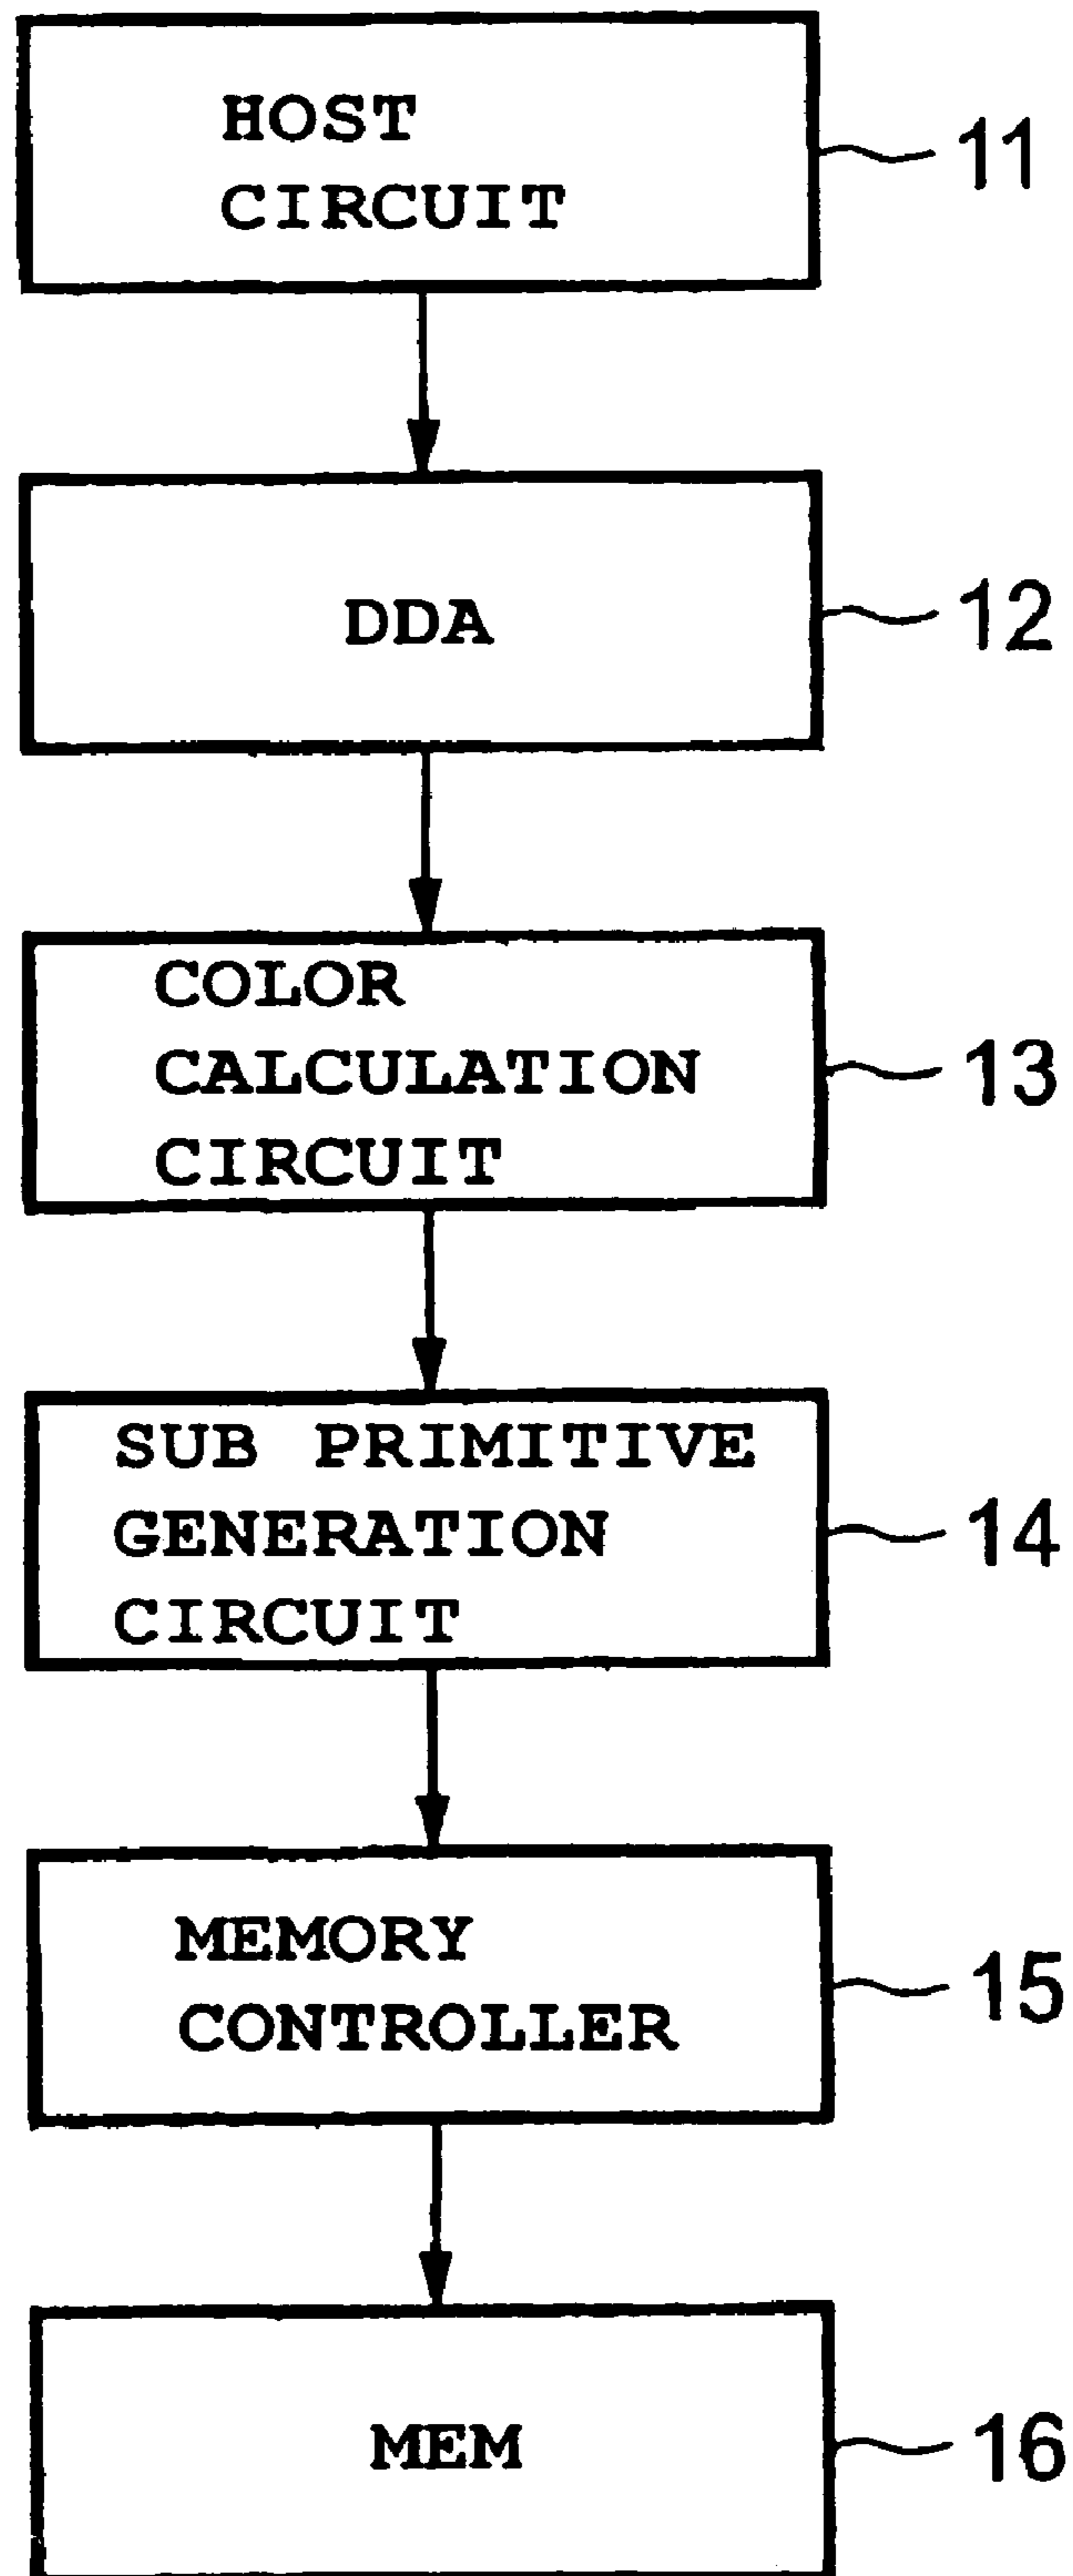 HOST
CIRCUIT
11
DDA
12
COLOR
CALCULATION
CIRCUIT
13
SUB PRIMITIVE
GENERATION
CIRCUIT
14
MEMORY
CONTROLLER
15
MEM
16